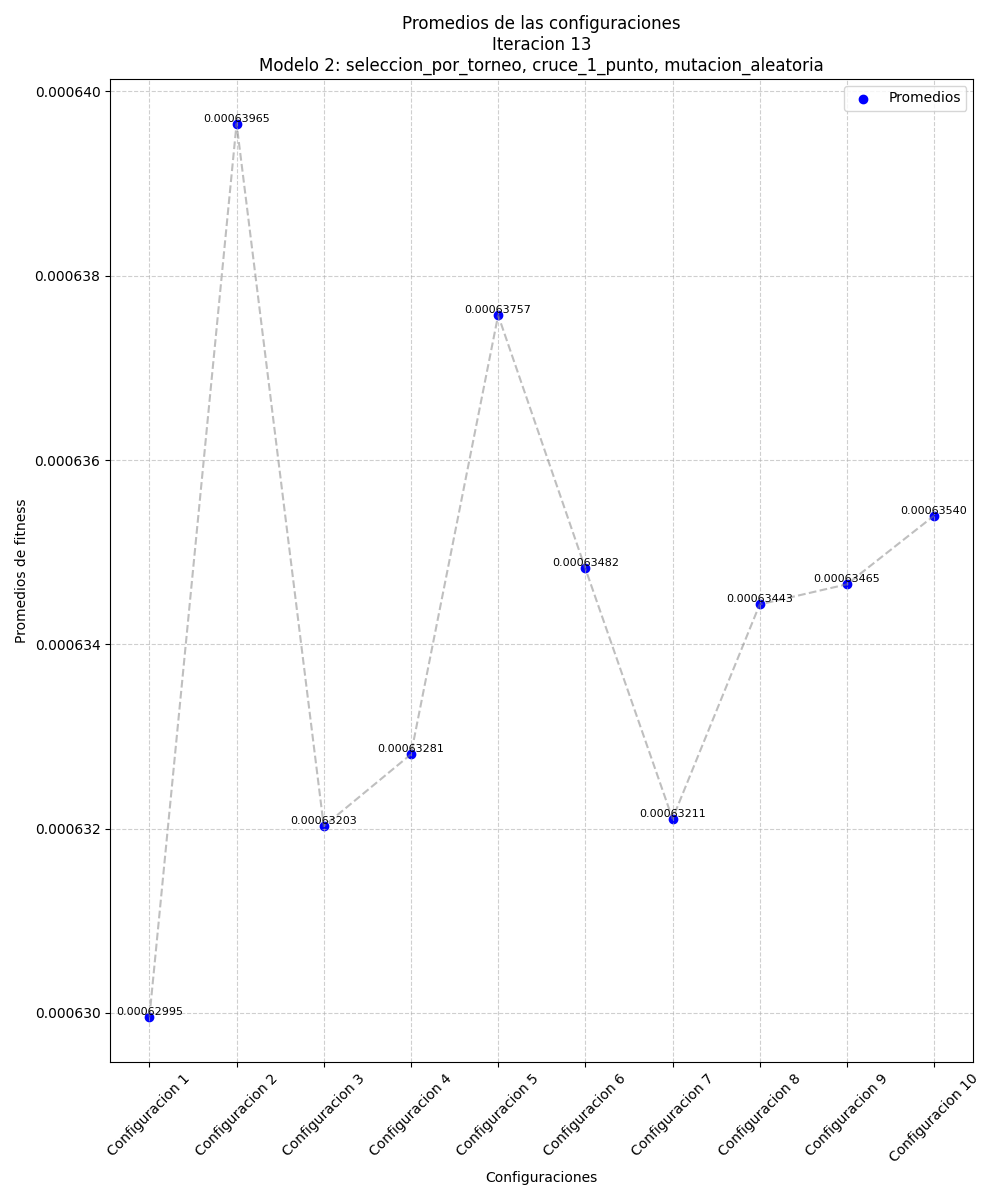 Promedios de las configuraciones
Iteracion 13
Modelo 2: seleccion_por_torneo, cruce_1_punto, mutacion_aleatoria
Promedios
0.000640
0.000638
0.000636
0.000634
0.000632
0.000630
Promedios de fitness
0.00062995
0.00063965
0.00063203
0.00063281
0.00063757
0.00063482
0.00063211
0.00063443
0.00063465
0.00063540
Configuracion 1
Configuracion 2
Configuracion 3
Configuracion 4
Configuracion 5
Configuracion 6
Configuracion 7
Configuracion 8
Configuracion 9
Configuracion 10
Configuraciones